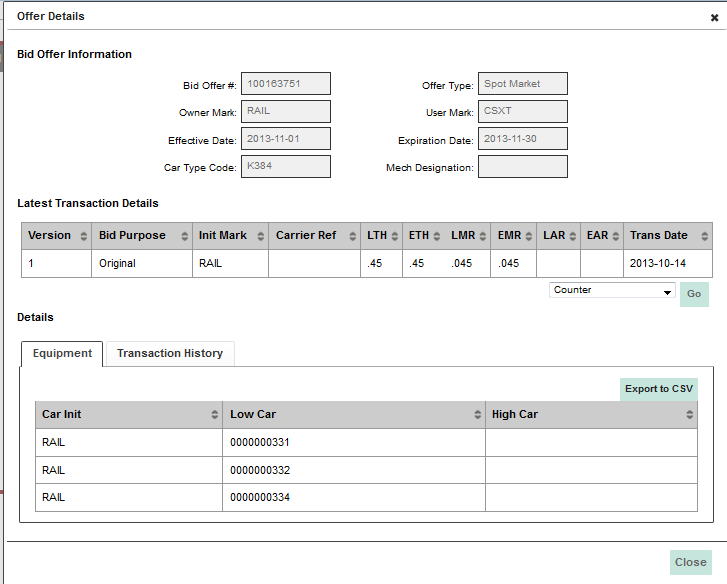 Offer Details
Bid Offer Information
Bid Offer #: 100163751 Offer Type: Spot Market
Owner Mark: RAIL User Mark: CSXT
Effective Date: 2013-11-01 Expiration Date: 2013-11-30
Car Type Code: K384 Mech Designation:
Latest Transaction Details
Version Bid Purpose Init Mark Carrier Ref LTH ETH LMR EMR LAR EAR Trans Date
1 Original RAIL .45 .45 .045 .045 2013-10-14
Counter Go
Details
Equipment Transaction History
Export to CSV
Car Init Low Car High Car
RAIL 0000000331
RAIL 0000000332
RAIL 0000000334
Close